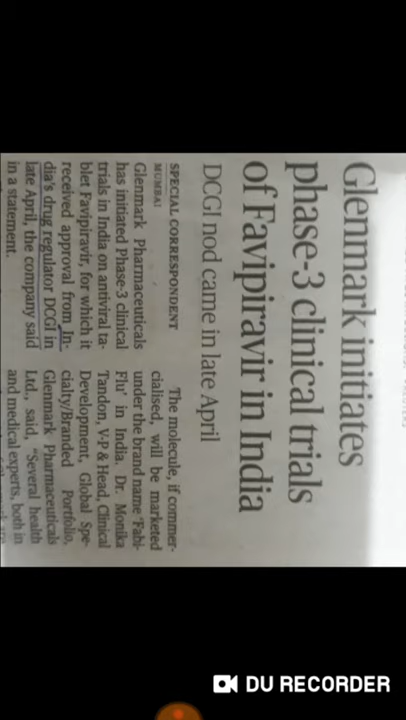 Glenmark initiates
phase-3 clinical trials
of Favipiravir in India
DCGI nod came in late April
SPECIAL CORRESPONDENT
MUMBAI
Glenmark Pharmaceuticals
has initiated Phase-3 clinical
trials in India on antiviral ta-
blet Favipiravir, for which it
received approval from In-
dia's drug regulator DCGI in
late April, the company said
in a statement.
The molecule, if commer-
cialised, will be marketed
under the brand name 'Fabi-
Flu' in India. Dr. Monika
Tandon, V-P & Head, Clinical
Development, Global Spe-
cialty/Branded Portfolio,
Glenmark Pharmaceuticals
Ltd., said, "Several health
and medical experts, both in
DU RECORDER